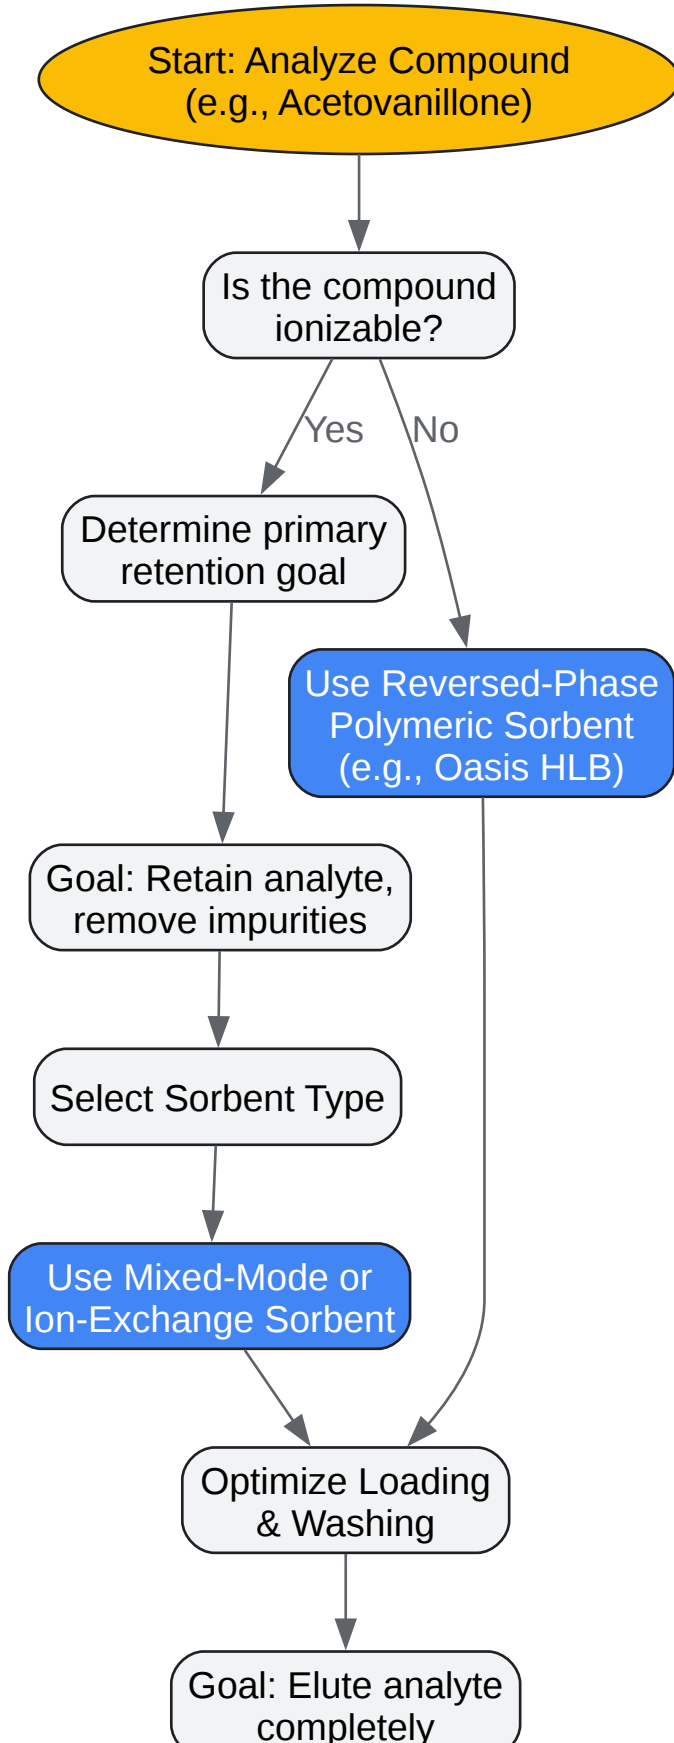 Start: Analyze Compound
(e.g., Acetovanillone)
Is the compound
ionizable?
Yes
No
Determine primary
retention goal
Use Reversed-Phase
Polymeric Sorbent
(e.g., Oasis HLB)
Goal: Retain analyte,
remove impurities
Select Sorbent Type
Use Mixed-Mode or
Ion-Exchange Sorbent
Optimize Loading
& Washing
Goal: Elute analyte
completely